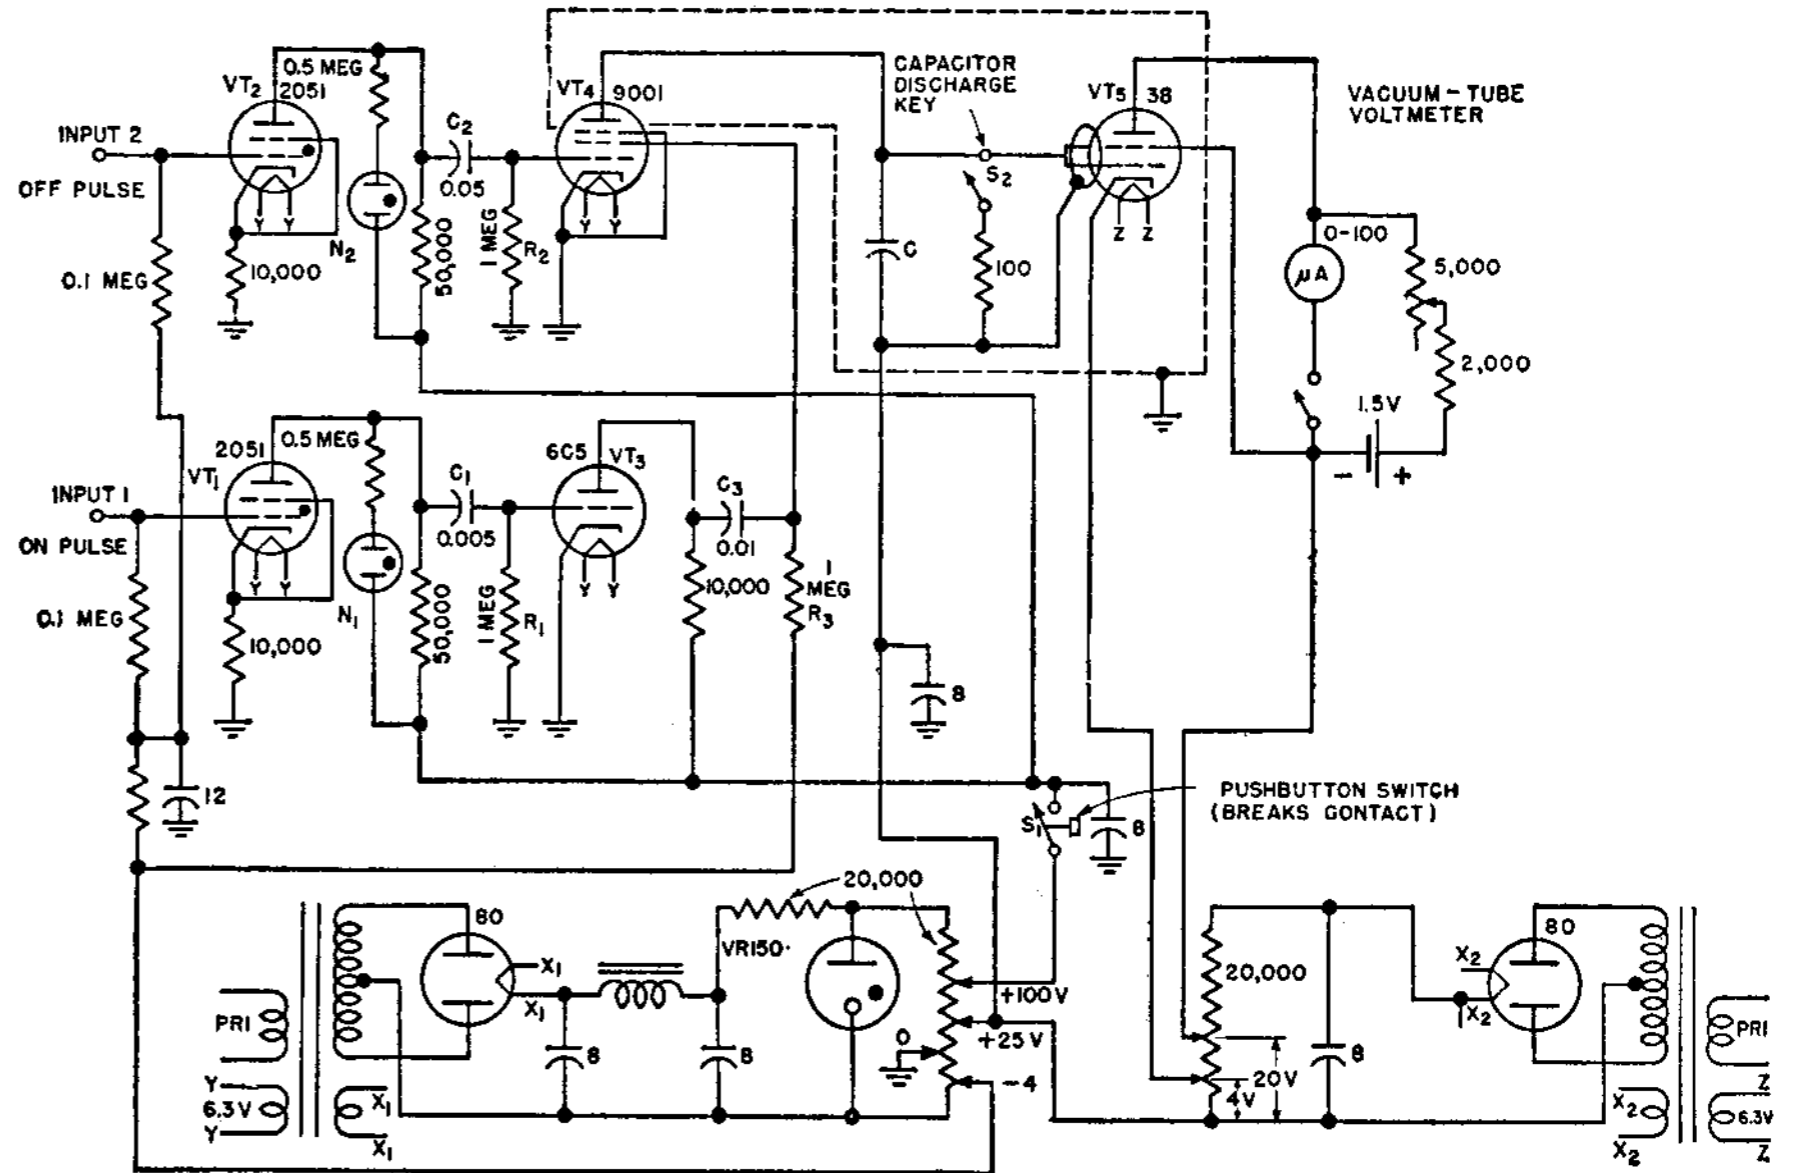 0.5 MEG
VT2
2051
INPUT 2
OFF PULSE
0.1 MEG
10,000
Y Y
N2
C2
0.05
50,000
1 MEG
R2
VT4
9001
Y Y
CAPACITOR
DISCHARGE
KEY
S2
C
100
VT5 38
Z Z
VACUUM-TUBE
VOLTMETER
0-100
μA
5,000
2,000
1.5V
- +
2051
VT1
0.5 MEG
INPUT 1
ON PULSE
0.1 MEG
10,000
Y Y
N1
C1
0.005
50,000
1 MEG
R1
6C5
VT3
Y Y
C3
0.01
10,000
1
MEG
R3
8
12
S1
PUSHBUTTON SWITCH
(BREAKS CONTACT)
8
20,000
80
X1
X1
VR150
+100V
+25V
0
-4
PRI
Y
6.3V
Y
X1
X1
8
8
20,000
20V
4V
8
80
X2
X2
X2
X2
PRI
Z
6.3V
Z